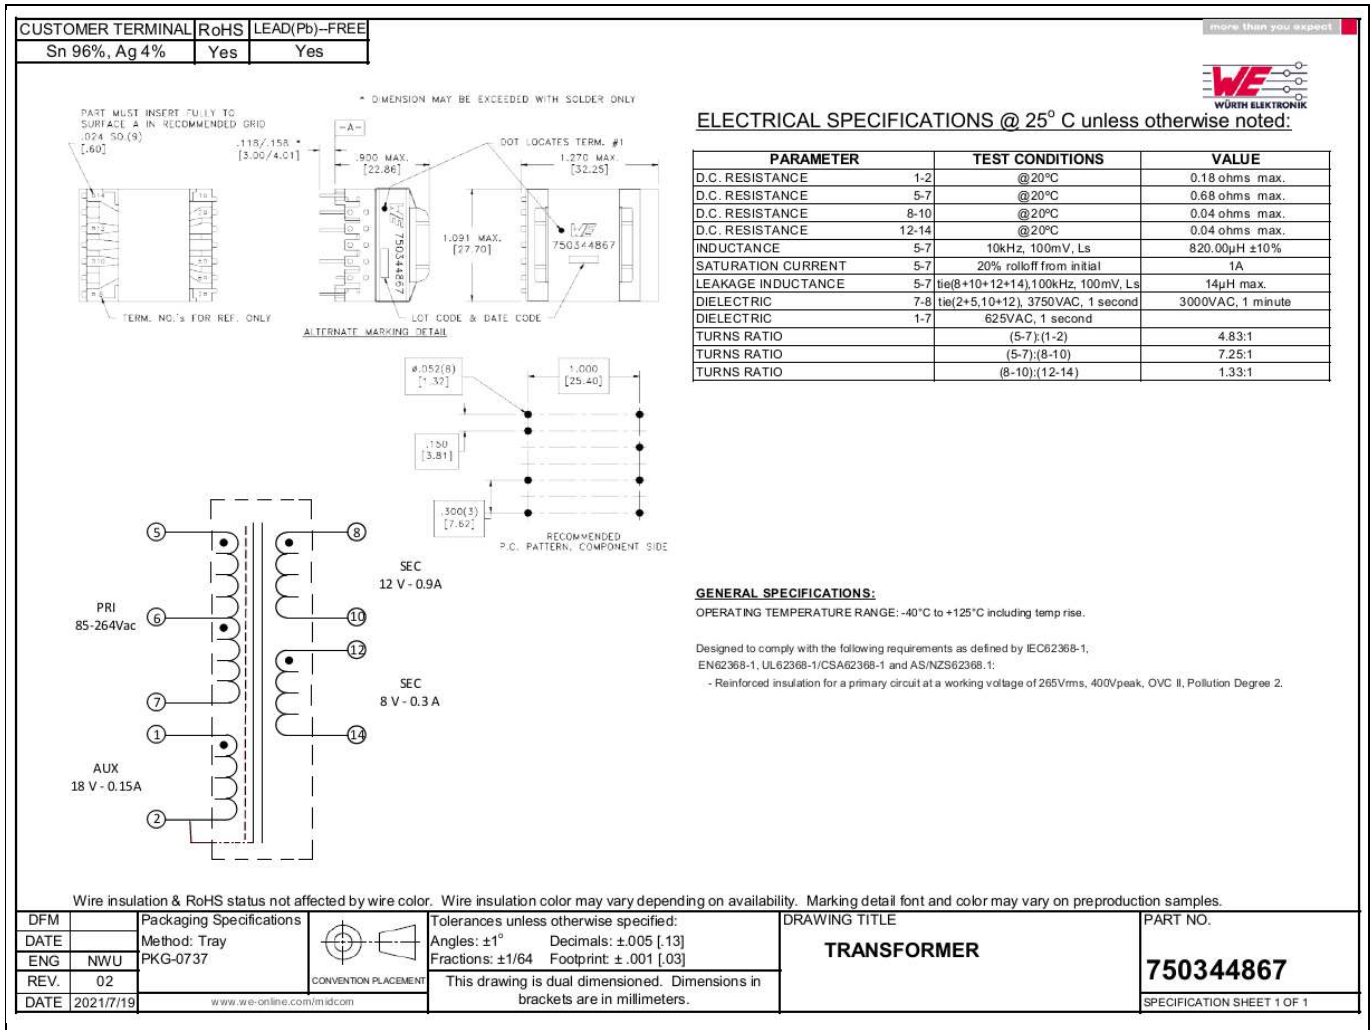 CUSTOMER TERMINAL RoHS LEAD(Pb)--FREE
Sn 96%, Ag 4% Yes Yes
more than you expect
WE
WÜRTH ELEKTRONIK
* DIMENSION MAY BE EXCEEDED WITH SOLDER ONLY
PART MUST INSERT FULLY TO
SURFACE A IN RECOMMENDED GRID
.024 SQ.(9)
[.60]
-A-
.118/.158 *
[3.00/4.01]
.900 MAX.
[22.86]
DOT LOCATES TERM. #1
1.270 MAX.
[32.25]
1.091 MAX.
[27.70]
WE 750344867
WE
750344867
TERM. NO.'s FOR REF. ONLY
LOT CODE & DATE CODE
ALTERNATE MARKING DETAIL
ø.052(8)
[1.32]
1.000
[25.40]
.150
[3.81]
.300(3)
[7.62]
RECOMMENDED
P.C. PATTERN, COMPONENT SIDE
ELECTRICAL SPECIFICATIONS @ 25° C unless otherwise noted:
PARAMETER TEST CONDITIONS VALUE
D.C. RESISTANCE 1-2 @20ºC 0.18 ohms max.
D.C. RESISTANCE 5-7 @20ºC 0.68 ohms max.
D.C. RESISTANCE 8-10 @20ºC 0.04 ohms max.
D.C. RESISTANCE 12-14 @20ºC 0.04 ohms max.
INDUCTANCE 5-7 10kHz, 100mV, Ls 820.00µH ±10%
SATURATION CURRENT 5-7 20% rolloff from initial 1A
LEAKAGE INDUCTANCE 5-7 tie(8+10+12+14),100kHz, 100mV, Ls 14µH max.
DIELECTRIC 7-8 tie(2+5,10+12), 3750VAC, 1 second 3000VAC, 1 minute
DIELECTRIC 1-7 625VAC, 1 second
TURNS RATIO (5-7):(1-2) 4.83:1
TURNS RATIO (5-7):(8-10) 7.25:1
TURNS RATIO (8-10):(12-14) 1.33:1
5
8
SEC
12 V - 0.9A
PRI
85-264Vac
6
10
12
SEC
8 V - 0.3 A
7
1
14
AUX
18 V - 0.15A
2
GENERAL SPECIFICATIONS:
OPERATING TEMPERATURE RANGE: -40°C to +125°C including temp rise.
Designed to comply with the following requirements as defined by IEC62368-1,
EN62368-1, UL62368-1/CSA62368-1 and AS/NZS62368.1:
- Reinforced insulation for a primary circuit at a working voltage of 265Vrms, 400Vpeak, OVC II, Pollution Degree 2.
Wire insulation & RoHS status not affected by wire color. Wire insulation color may vary depending on availability. Marking detail font and color may vary on preproduction samples.
DFM
DATE
ENG NWU
REV. 02
DATE 2021/7/19
Packaging Specifications
Method: Tray
PKG-0737
www.we-online.com/midcom
CONVENTION PLACEMENT
Tolerances unless otherwise specified:
Angles: ±1° Decimals: ±.005 [.13]
Fractions: ±1/64 Footprint: ± .001 [.03]
This drawing is dual dimensioned. Dimensions in
brackets are in millimeters.
DRAWING TITLE
TRANSFORMER
PART NO.
750344867
SPECIFICATION SHEET 1 OF 1